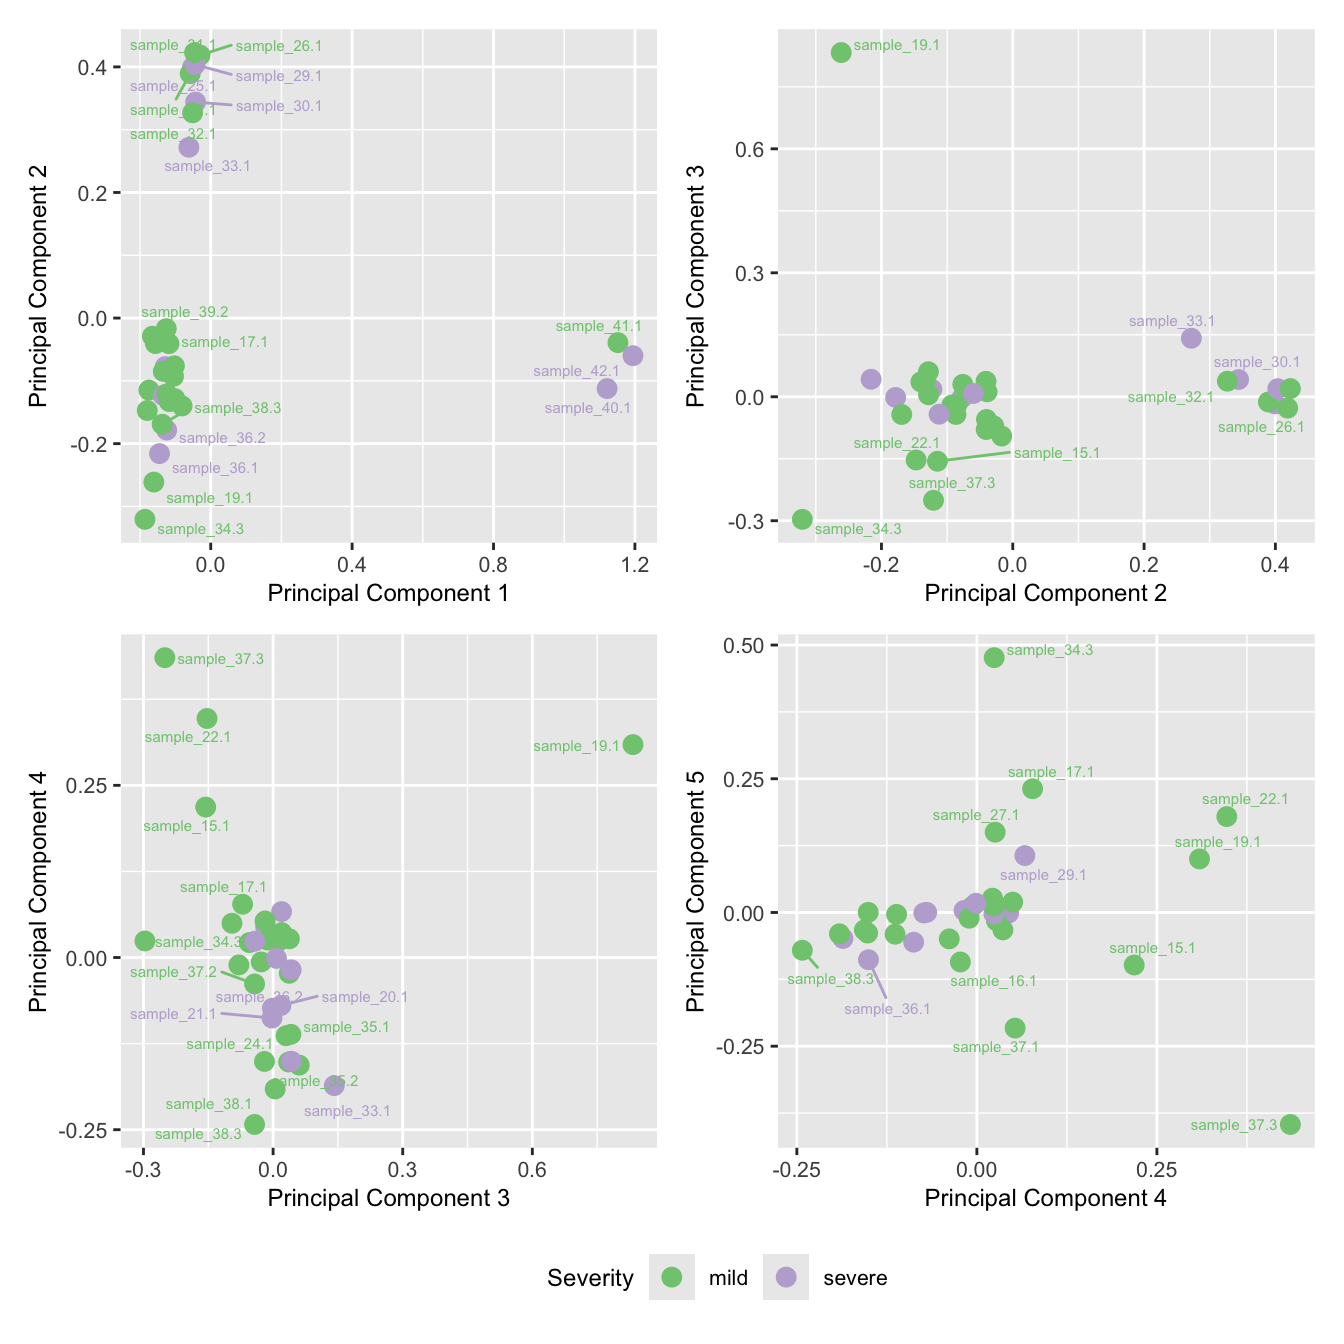 sample_26.1
sample_29.1
sample_25.1
sample_30.1
sample_32.1
sample_33.1
0.4
0.2
0.0
-0.2
Principal Component 2
sample_39.2
sample_17.1
sample_38.3
sample_36.2
sample_36.1
sample_19.1
sample_34.3
sample_41.1
sample_42.1
sample_40.1
0.0
0.4
0.8
1.2
Principal Component 1
sample_19.1
0.6
0.3
0.0
-0.3
Principal Component 3
sample_33.1
sample_30.1
sample_32.1
sample_26.1
sample_22.1
sample_15.1
sample_37.3
sample_34.3
-0.2
0.0
0.2
0.4
Principal Component 2
sample_37.3
sample_22.1
sample_19.1
sample_15.1
0.25
0.00
-0.25
Principal Component 4
sample_17.1
sample_34.3
sample_37.2
sample_36.2
sample_20.1
sample_21.1
sample_35.1
sample_24.1
sample_35.2
sample_38.1
sample_33.1
sample_38.3
-0.3
0.0
0.3
0.6
Principal Component 3
0.50
0.25
0.00
-0.25
Principal Component 5
sample_34.3
sample_17.1
sample_22.1
sample_27.1
sample_19.1
sample_29.1
sample_15.1
sample_38.3
sample_16.1
sample_36.1
sample_37.1
sample_37.3
-0.25
0.00
0.25
Principal Component 4
Severity
mild
severe